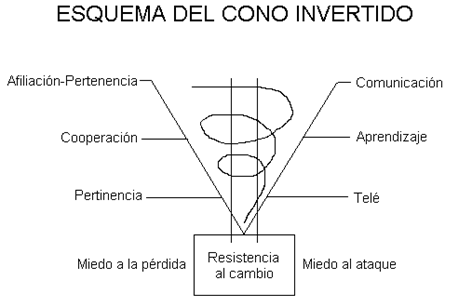 ESQUEMA DEL CONO INVERTIDO
Afiliación-Pertenencia
Comunicación
Cooperación
Aprendizaje
Pertinencia
Telé
Miedo a la pérdida
Resistencia
al cambio
Miedo al ataque